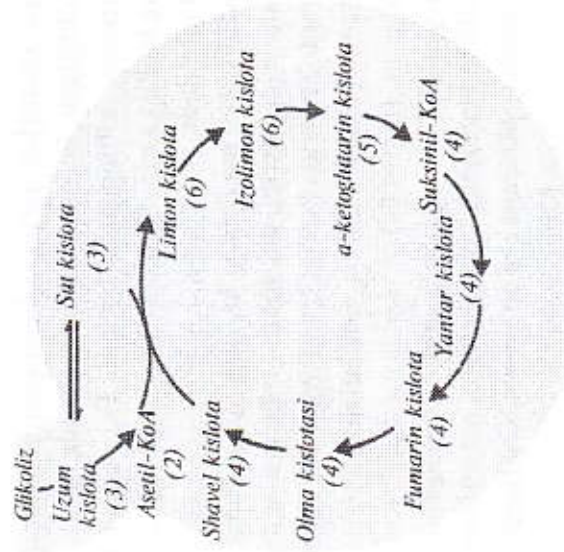 Glikoliz
Uzum
kislota
(3)
Sut kislota
(3)
Asetil-KoA
(2)
Limon kislota
(6)
Izolimon kislota
(6)
a-ketoglutarin kislota
(5)
Suksinil-KoA
(4)
Yantar kislota
(4)
Fumarin kislota
(4)
Olma kislotasi
(4)
Shavel kislota
(4)